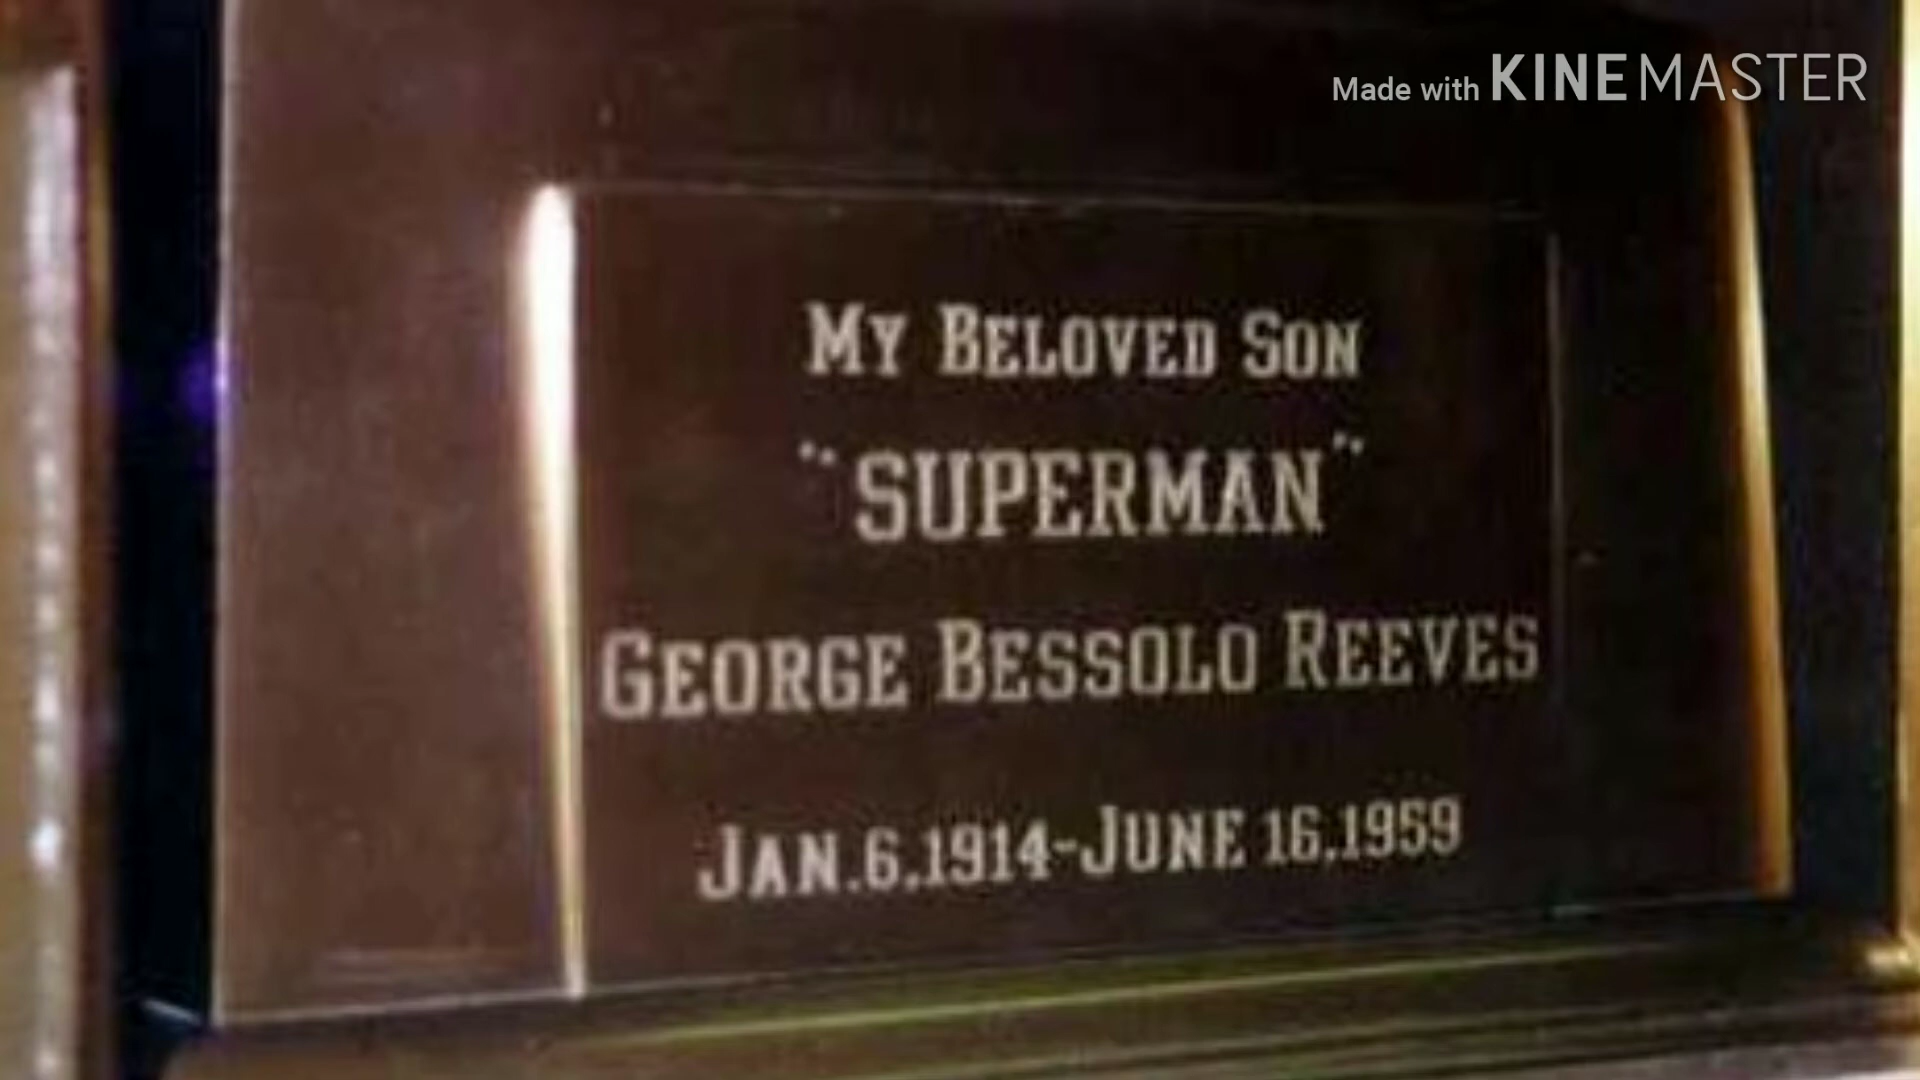 Made with KINEMASTER
My Beloved Son
"SUPERMAN"
George Bessolo Reeves
Jan.6.1914-June 16.1959